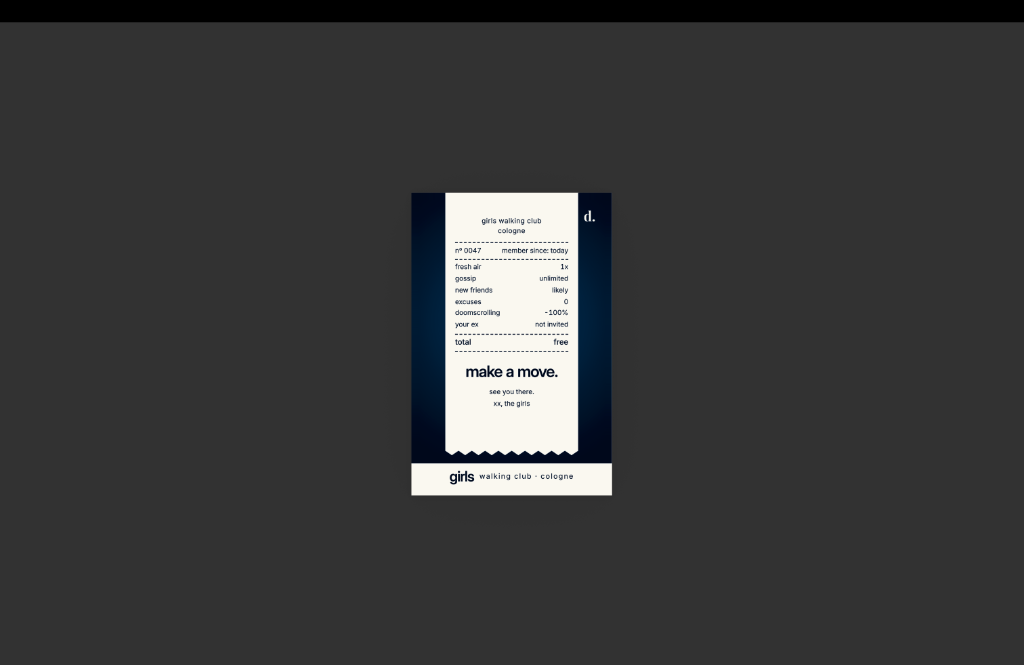 d.
girls walking club
cologne
nº 0047 member since: today
fresh air 1x
gossip unlimited
new friends likely
excuses 0
doomscrolling -100%
your ex not invited
total free
make a move.
see you there.
xx, the girls
girls walking club · cologne